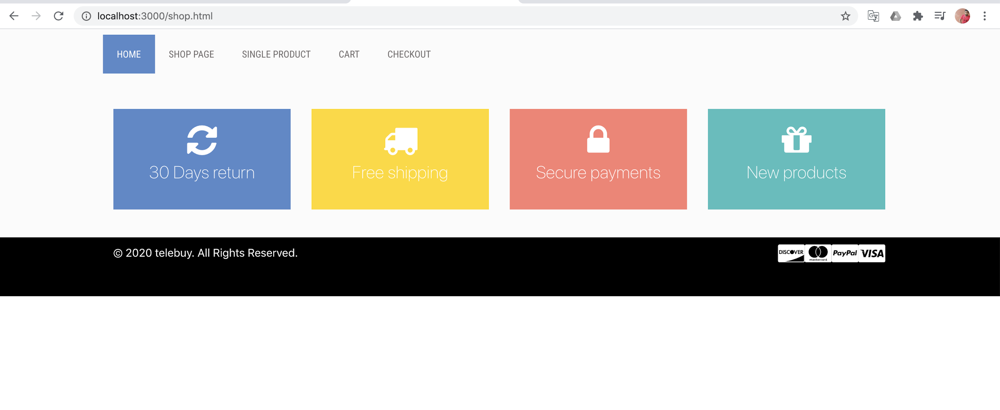 localhost:3000/shop.html
HOME SHOP PAGE SINGLE PRODUCT CART CHECKOUT
30 Days return Free shipping Secure payments New products
© 2020 telebuy. All Rights Reserved. DISCOVER mastercard. PayPal VISA